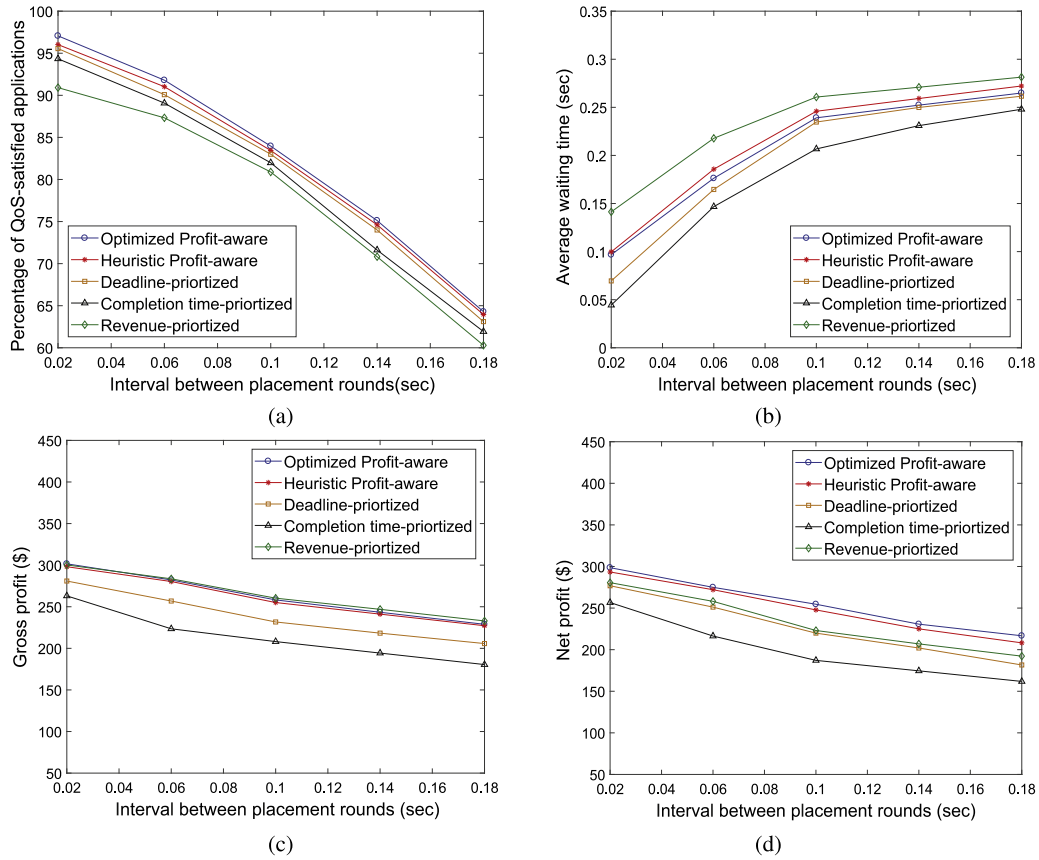 100
95
90
85
80
75
70
65
60
Percentage of QoS-satisfied applications
Optimized Profit-aware
Heuristic Profit-aware
Deadline-priortized
Completion time-priortized
Revenue-priortized
0.02 0.04 0.06 0.08 0.1 0.12 0.14 0.16 0.18
Interval between placement rounds(sec)
(a)
0.35
0.3
0.25
0.2
0.15
0.1
0.05
0
Average waiting time (sec)
Optimized Profit-aware
Heuristic Profit-aware
Deadline-priortized
Completion time-priortized
Revenue-priortized
0.02 0.04 0.06 0.08 0.1 0.12 0.14 0.16 0.18
Interval between placement rounds (sec)
(b)
450
400
350
300
250
200
150
100
50
Gross profit ($)
Optimized Profit-aware
Heuristic Profit-aware
Deadline-priortized
Completion time-priortized
Revenue-priortized
0.02 0.04 0.06 0.08 0.1 0.12 0.14 0.16 0.18
Interval between placement rounds (sec)
(c)
450
400
350
300
250
200
150
100
50
Net profit ($)
Optimized Profit-aware
Heuristic Profit-aware
Deadline-priortized
Completion time-priortized
Revenue-priortized
0.02 0.04 0.06 0.08 0.1 0.12 0.14 0.16 0.18
Interval between placement rounds (sec)
(d)